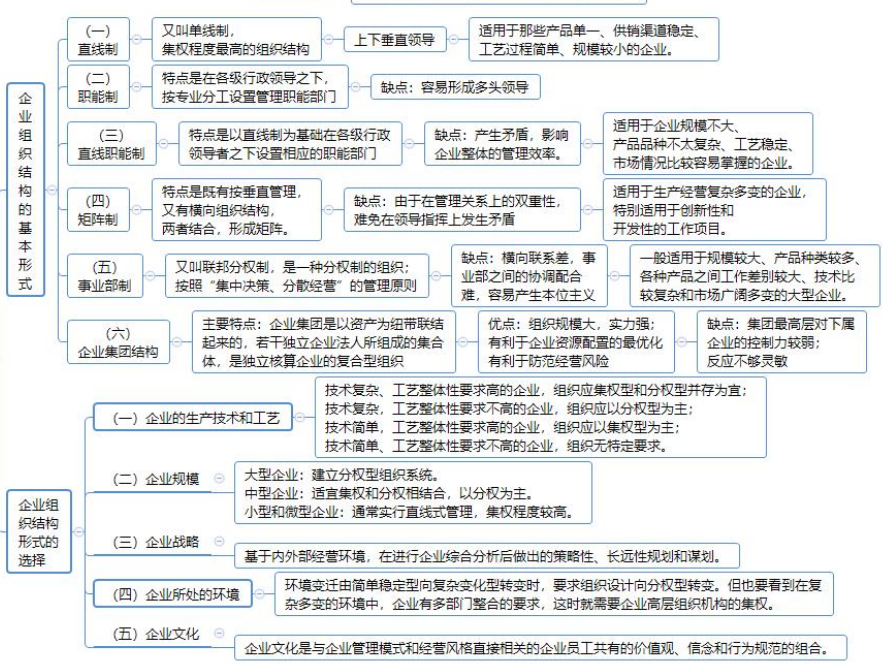 企业组织结构的基本形式
（一）
直线制
又叫单线制，
集权程度最高的组织结构
上下垂直领导
适用于那些产品单一、供销渠道稳定、
工艺过程简单、规模较小的企业。
（二）
职能制
特点是在各级行政领导之下，
按专业分工设置管理职能部门
缺点：容易形成多头领导
（三）
直线职能制
特点是以直线制为基础在各级行政
领导者之下设置相应的职能部门
缺点：产生矛盾，影响
企业整体的管理效率。
适用于企业规模不大、
产品品种不太复杂、工艺稳定、
市场情况比较容易掌握的企业。
（四）
矩阵制
特点是既有按垂直管理，
又有横向组织结构，
两者结合，形成矩阵。
缺点：由于在管理关系上的双重性，
难免在领导指挥上发生矛盾
适用于生产经营复杂多变的企业，
特别适用于创新性和
开发性的工作项目。
（五）
事业部制
又叫联邦分权制，是一种分权制的组织；
按照“集中决策、分散经营”的管理原则
缺点：横向联系差，事
业部之间的协调配合
难，容易产生本位主义
一般适用于规模较大、产品种类较多、
各种产品之间工作差别较大、技术比
较复杂和市场广阔多变的大型企业。
（六）
企业集团结构
主要特点：企业集团是以资产为纽带联结
起来的，若干独立企业法人所组成的集合
体，是独立核算企业的复合型组织
优点：组织规模大，实力强；
有利于企业资源配置的最优化
有利于防范经营风险
缺点：集团最高层对下属
企业的控制力较弱；
反应不够灵敏
企业组
织结构
形式的
选择
（一）企业的生产技术和工艺
技术复杂、工艺整体性要求高的企业，组织应集权型和分权型并存为宜；
技术复杂，工艺整体性要求不高的企业，组织应以分权型为主；
技术简单，工艺整体性要求高的企业，组织应以集权型为主；
技术简单、工艺整体性要求不高的企业，组织无特定要求。
（二）企业规模
大型企业：建立分权型组织系统。
中型企业：适宜集权和分权相结合，以分权为主。
小型和微型企业：通常实行直线式管理，集权程度较高。
（三）企业战略
基于内外部经营环境，在进行企业综合分析后做出的策略性、长远性规划和谋划。
（四）企业所处的环境
环境变迁由简单稳定型向复杂变化型转变时，要求组织设计向分权型转变。但也要看到在复
杂多变的环境中，企业有多部门整合的要求，这时就需要企业高层组织机构的集权。
（五）企业文化
企业文化是与企业管理模式和经营风格直接相关的企业员工共有的价值观、信念和行为规范的组合。